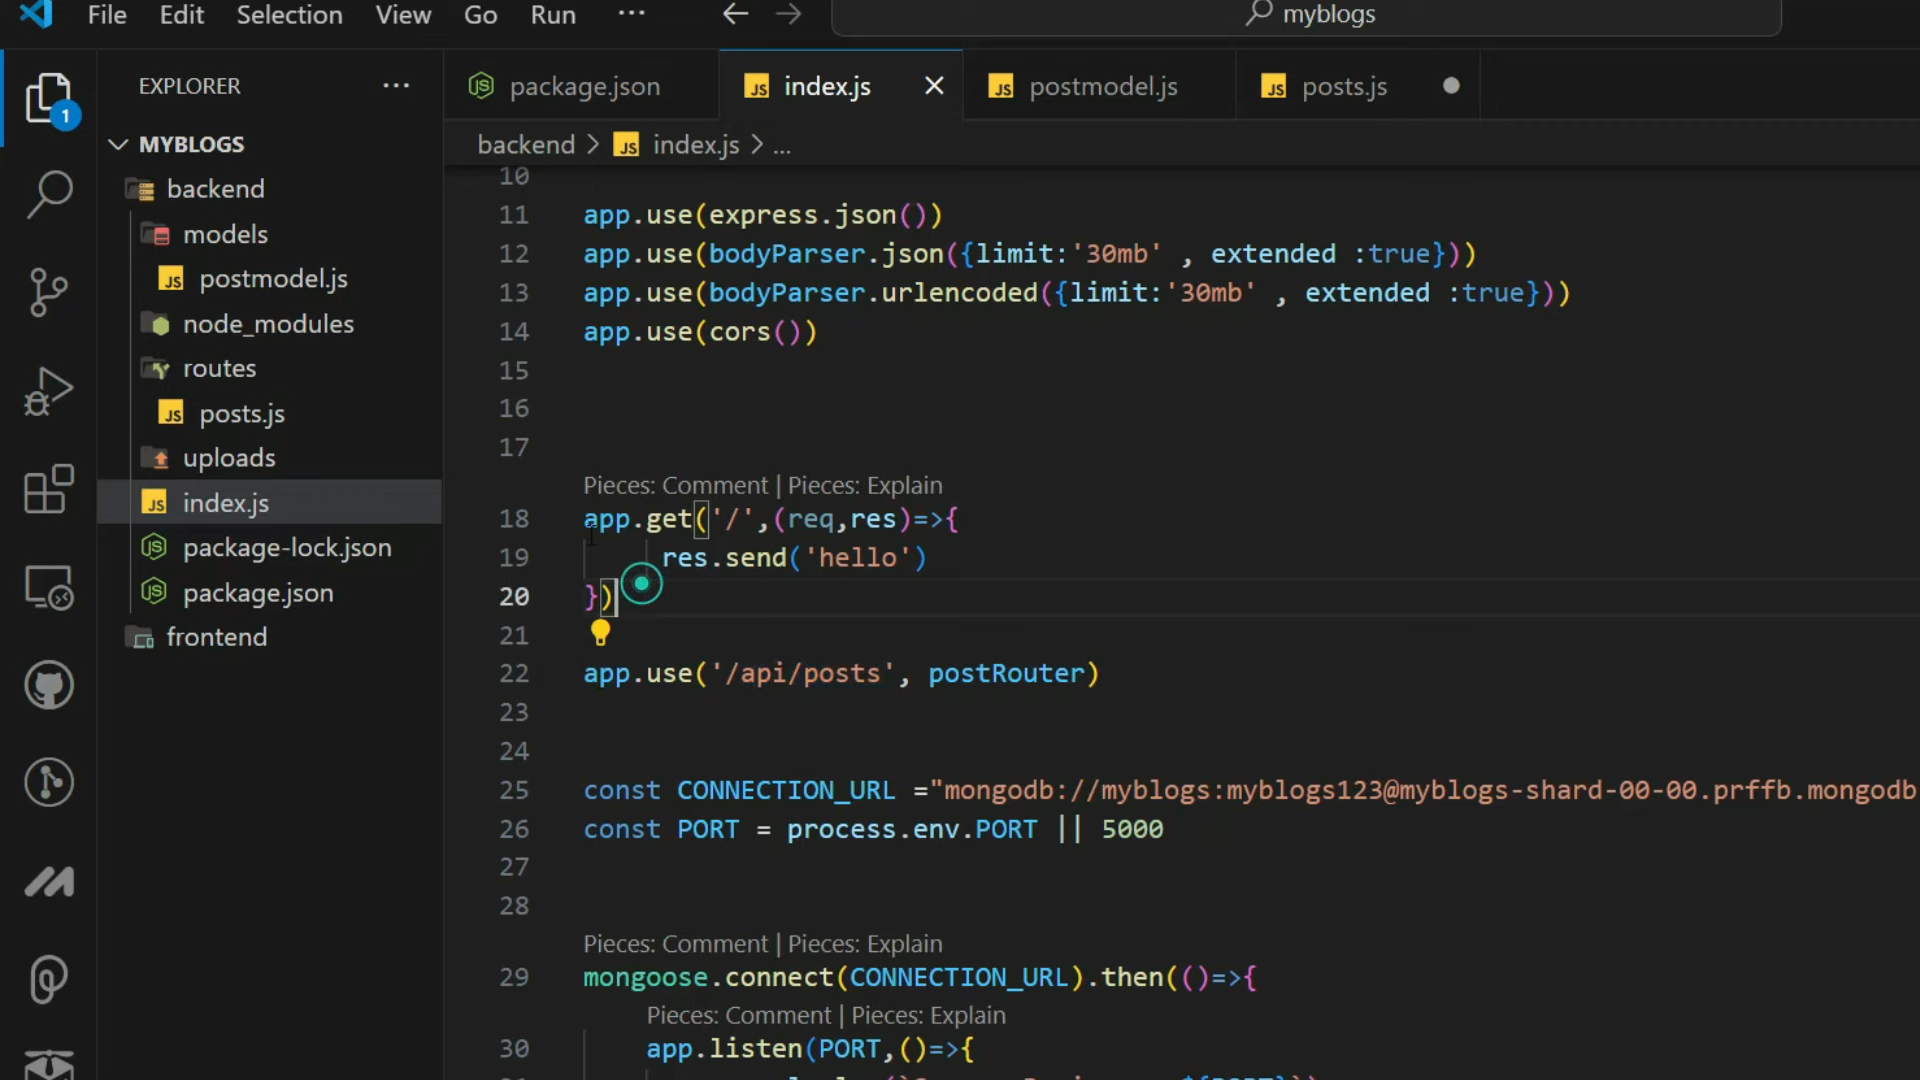 File Edit Selection View Go Run ··· myblogs
EXPLORER ···
package.json index.js postmodel.js posts.js
backend > index.js > ...
1
MYBLOGS
backend
models
postmodel.js
node_modules
routes
posts.js
uploads
index.js
package-lock.json
package.json
frontend
10
11 app.use(express.json())
12 app.use(bodyParser.json({limit:'30mb' , extended :true}))
13 app.use(bodyParser.urlencoded({limit:'30mb' , extended :true}))
14 app.use(cors())
15
16
17
Pieces: Comment | Pieces: Explain
18 app.get('/',(req,res)=>{
19 res.send('hello')
20 })
21
22 app.use('/api/posts', postRouter)
23
24
25 const CONNECTION_URL ="mongodb://myblogs:myblogs123@myblogs-shard-00-00.prffb.mongodb
26 const PORT = process.env.PORT || 5000
27
28
Pieces: Comment | Pieces: Explain
29 mongoose.connect(CONNECTION_URL).then(()=>{
Pieces: Comment | Pieces: Explain
30 app.listen(PORT,()=>{